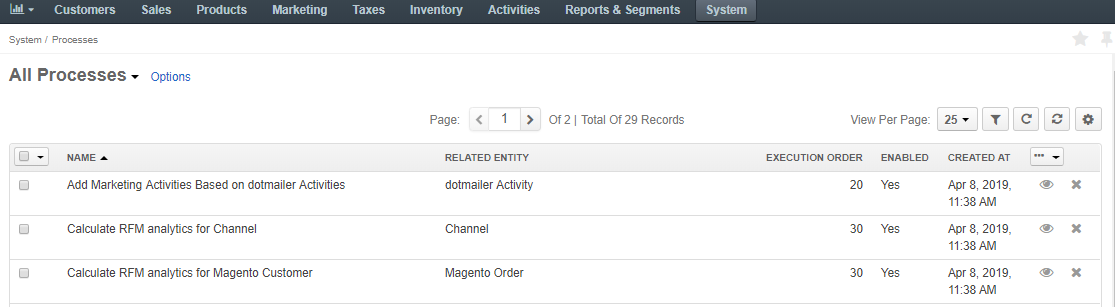 Customers Sales Products Marketing Taxes Inventory Activities Reports & Segments System
System / Processes
All Processes Options
Page: 1 Of 2 | Total Of 29 Records View Per Page: 25
NAME RELATED ENTITY EXECUTION ORDER ENABLED CREATED AT
Add Marketing Activities Based on dotmailer Activities dotmailer Activity 20 Yes Apr 8, 2019,
11:38 AM
Calculate RFM analytics for Channel Channel 30 Yes Apr 8, 2019,
11:38 AM
Calculate RFM analytics for Magento Customer Magento Order 30 Yes Apr 8, 2019,
11:38 AM